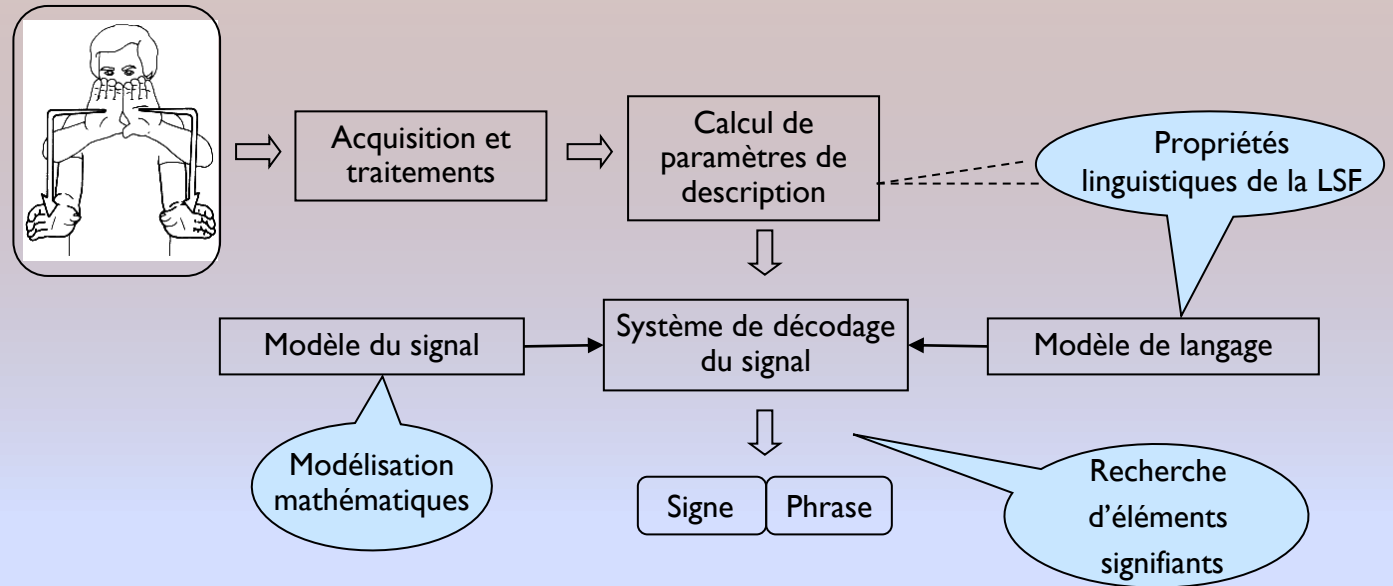 Acquisition et
traitements
Calcul de
paramètres de
description
Propriétés
linguistiques de la LSF
Modèle du signal
Système de décodage
du signal
Modèle de langage
Modélisation
mathématiques
Signe
Phrase
Recherche
d'éléments
signifiants